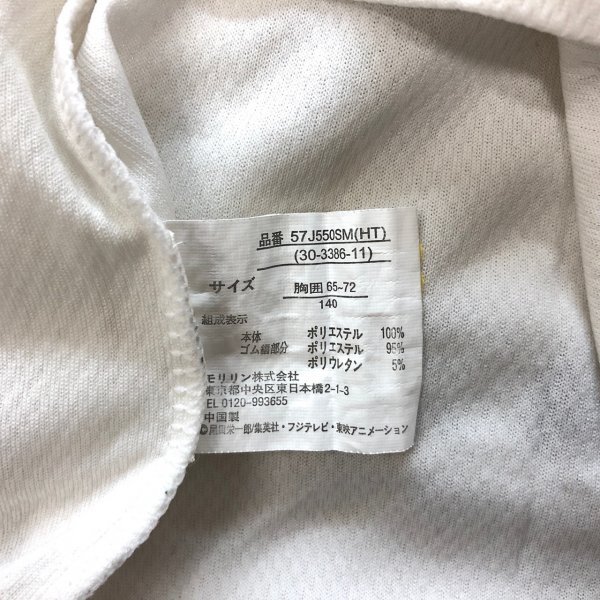 品番 57J550SM(HT)
(30-3386-11)
サイズ 胸囲 65~72
140
組成表示
本体 ポリエステル 100%
ゴム編部分 ポリエステル 95%
ポリウレタン 5%
モリリン株式会社
東京都中央区東日本橋2-1-3
TEL 0120-993655
中国製
©尾田栄一郎/集英社・フジテレビ・東映アニメーション